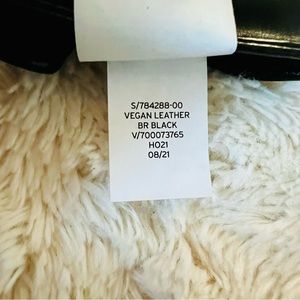 S/784288-00
VEGAN LEATHER
BR BLACK
V/700073765
HO21
08/21